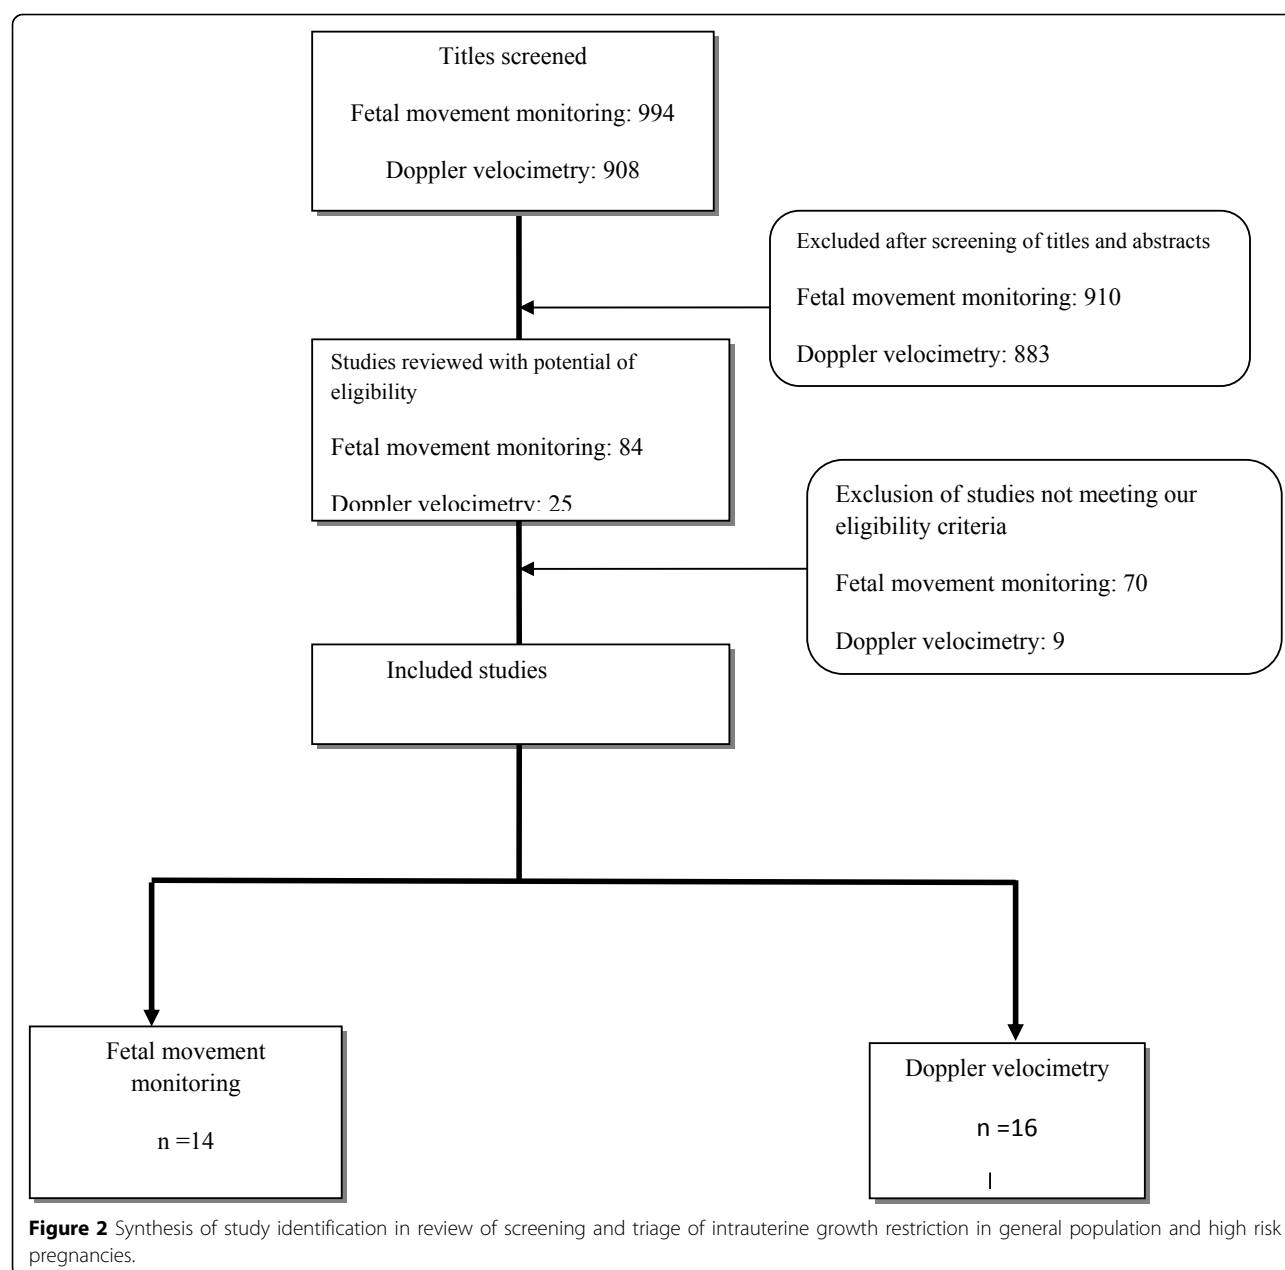 Titles screened
Fetal movement monitoring: 994
Doppler velocimetry: 908
Excluded after screening of titles and abstracts
Fetal movement monitoring: 910
Doppler velocimetry: 883
Studies reviewed with potential of
eligibility
Fetal movement monitoring: 84
Doppler velocimetry: 25
Exclusion of studies not meeting our
eligibility criteria
Fetal movement monitoring: 70
Doppler velocimetry: 9
Included studies
Fetal movement
monitoring
n =14
Doppler velocimetry
n =16
|
Figure 2 Synthesis of study identification in review of screening and triage of intrauterine growth restriction in general population and high risk
pregnancies.